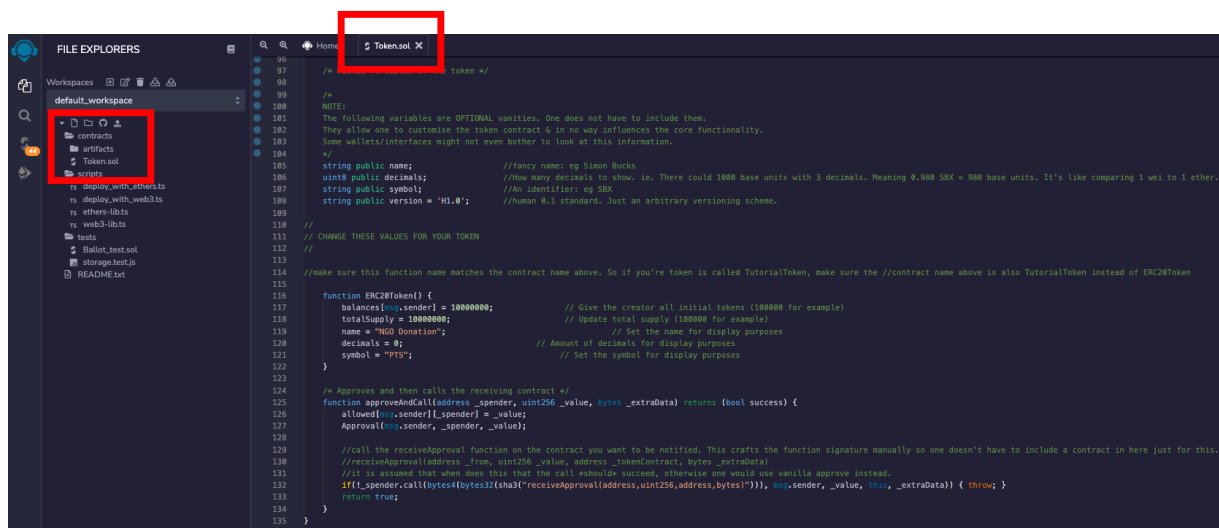 FILE EXPLORERS
Workspaces
default_workspace
contracts
artifacts
Token.sol
scripts
deploy_with_ethers.ts
deploy_with_web3.ts
ethers-lib.ts
web3-lib.ts
tests
Ballot_test.sol
storage.test.js
README.txt
44
Home
Token.sol
96
97 of the token */
98
99 /*
100 NOTE:
101 The following variables are OPTIONAL vanities. One does not have to include them.
102 They allow one to customise the token contract & in no way influences the core functionality.
103 Some wallets/interfaces might not even bother to look at this information.
104 */
105 string public name; //fancy name: eg Simon Bucks
106 uint8 public decimals; //How many decimals to show. ie. There could 1000 base units with 3 decimals. Meaning 0.980 SBX = 980 base units. It's like comparing 1 wei to 1 ether.
107 string public symbol; //An identifier: eg SBX
108 string public version = 'H1.0'; //human 0.1 standard. Just an arbitrary versioning scheme.
109
110 //
111 // CHANGE THESE VALUES FOR YOUR TOKEN
112 //
113
114 //make sure this function name matches the contract name above. So if you're token is called TutorialToken, make sure the //contract name above is also TutorialToken instead of ERC20Token
115
116 function ERC20Token() {
117 balances[msg.sender] = 10000000; // Give the creator all initial tokens (100000 for example)
118 totalSupply = 10000000; // Update total supply (100000 for example)
119 name = "NGO Donation"; // Set the name for display purposes
120 decimals = 0; // Amount of decimals for display purposes
121 symbol = "PTS"; // Set the symbol for display purposes
122 }
123
124 /* Approves and then calls the receiving contract */
125 function approveAndCall(address _spender, uint256 _value, bytes _extraData) returns (bool success) {
126 allowed[msg.sender][_spender] = _value;
127 Approval(msg.sender, _spender, _value);
128
129 //call the receiveApproval function on the contract you want to be notified. This crafts the function signature manually so one doesn't have to include a contract in here just for this.
130 //receiveApproval(address _from, uint256 _value, address _tokenContract, bytes _extraData)
131 //it is assumed that when does this that the call *should* succeed, otherwise one would use vanilla approve instead.
132 if(!_spender.call(bytes4(bytes32(sha3("receiveApproval(address,uint256,address,bytes)"))), msg.sender, _value, this, _extraData)) { throw; }
133 return true;
134 }
135 }